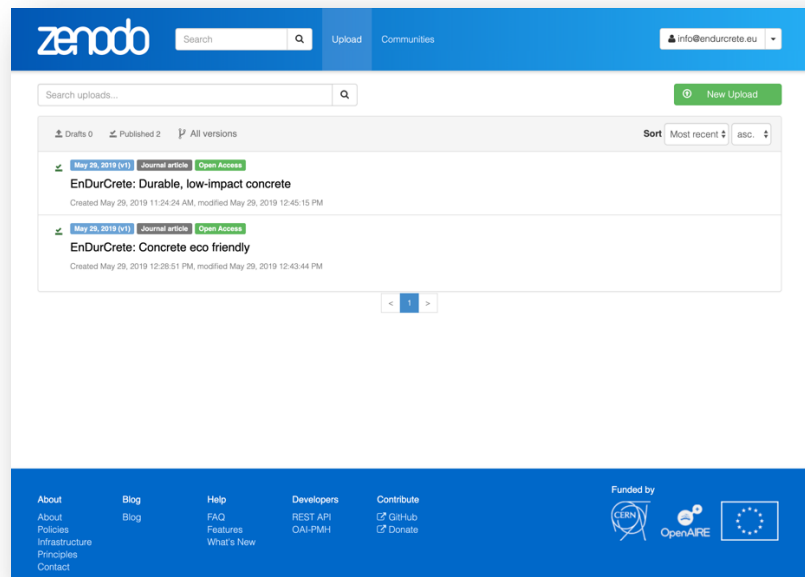 zenodo
Search
Upload
Communities
info@endurcrete.eu
Search uploads...
New Upload
Drafts 0 Published 2 All versions
Sort Most recent asc.
May 29, 2019 (v1) Journal article Open Access
EnDurCrete: Durable, low-impact concrete
Created May 29, 2019 11:24:24 AM, modified May 29, 2019 12:45:15 PM
May 29, 2019 (v1) Journal article Open Access
EnDurCrete: Concrete eco friendly
Created May 29, 2019 12:28:51 PM, modified May 29, 2019 12:43:44 PM
< 1 >
About
About
Policies
Infrastructure
Principles
Contact
Blog
Blog
Help
FAQ
Features
What's New
Developers
REST API
OAI-PMH
Contribute
GitHub
Donate
Funded by
CERN
OpenAIRE